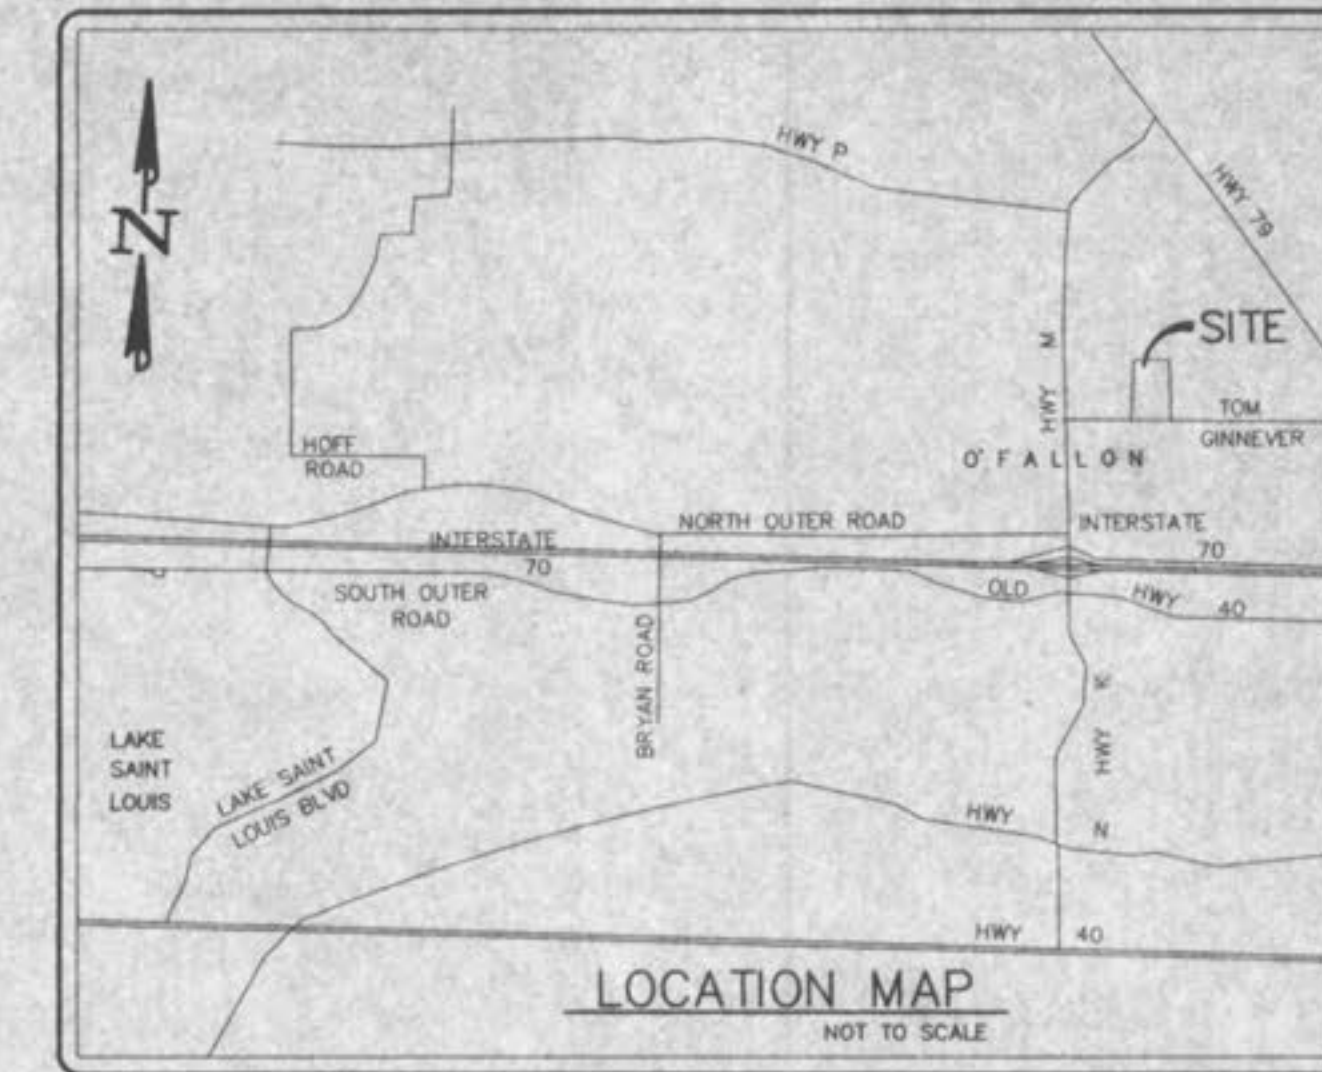 HWY P
HWY 79
N
SITE
HWY M
TOM
GINNEVER
O'FALLON
HOFF
ROAD
NORTH OUTER ROAD
INTERSTATE
70
INTERSTATE
70
SOUTH OUTER
ROAD
OLD HWY 40
BRYAN ROAD
HWY K
LAKE
SAINT
LOUIS
LAKE SAINT
LOUIS BLVD
HWY N
HWY 40
LOCATION MAP
NOT TO SCALE